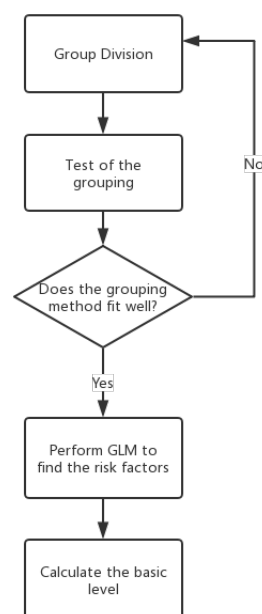 Group Division
Test of the
grouping
Does the grouping
method fit well?
No
Yes
Perform GLM to
find the risk factors
Calculate the basic
level